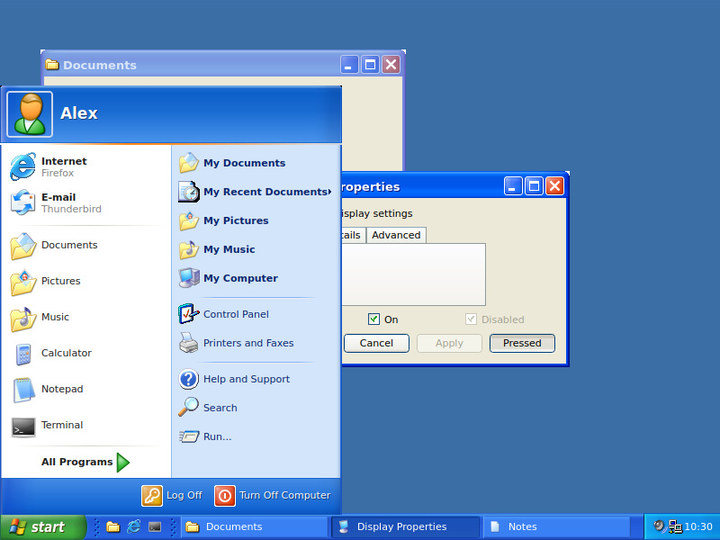 Documents
Alex
Internet
Firefox
E-mail
Thunderbird
Documents
Pictures
Music
Calculator
Notepad
Terminal
All Programs
My Documents
My Recent Documents
My Pictures
My Music
My Computer
Control Panel
Printers and Faxes
Help and Support
Search
Run...
Log Off
Turn Off Computer
roperties
isplay settings
ails
Advanced
On
Disabled
Cancel
Apply
Pressed
start
Documents
Display Properties
Notes
10:30